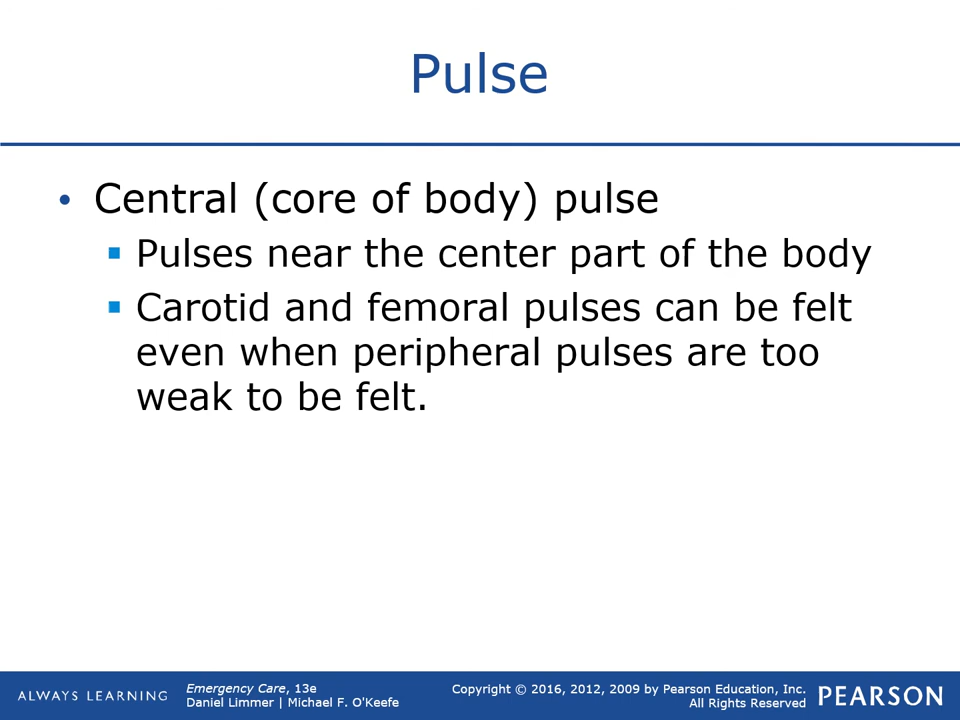 Pulse
• Central (core of body) pulse
▪ Pulses near the center part of the body
▪ Carotid and femoral pulses can be felt
even when peripheral pulses are too
weak to be felt.
ALWAYS LEARNING
Emergency Care, 13e
Daniel Limmer | Michael F. O'Keefe
Copyright © 2016, 2012, 2009 by Pearson Education, Inc.
All Rights Reserved
PEARSON